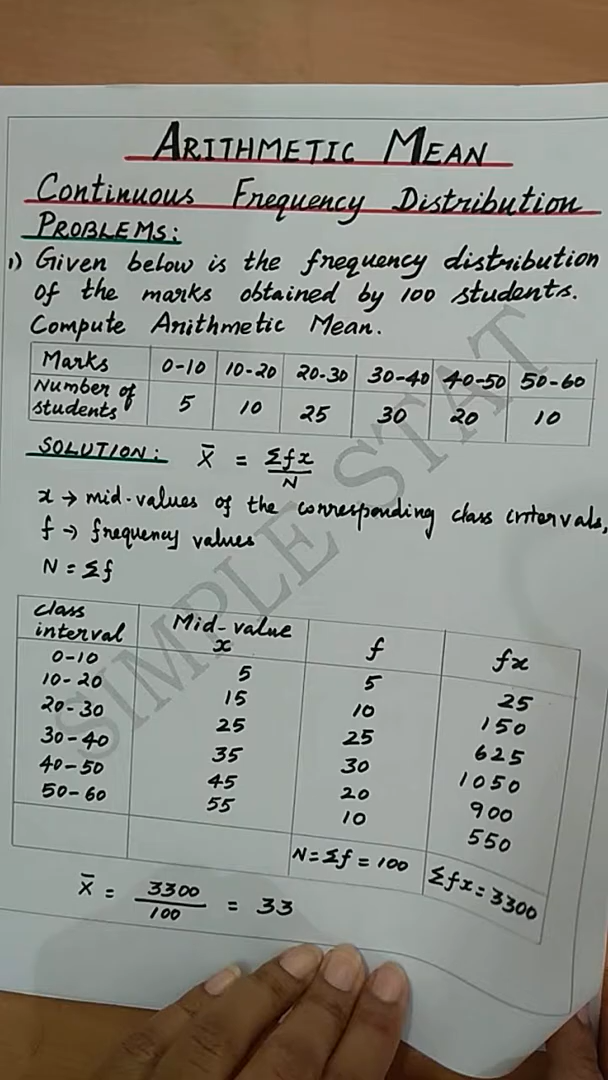 ARITHMETIC MEAN
Continuous Frequency Distribution
PROBLEMS:
1) Given below is the frequency distribution
of the marks obtained by 100 students.
Compute Arithmetic Mean.
Marks 0-10 10-20 20-30 30-40 40-50 50-60
Number of students 5 10 25 30 20 10
SOLUTION: x̄ = Σfx/N
x → mid-values of the corresponding class intervals,
f → frequency values
N = Σf
class interval Mid-value x f fx
0-10 5 5 25
10-20 15 10 150
20-30 25 25 625
30-40 35 30 1050
40-50 45 20 900
50-60 55 10 550
N = Σf = 100 Σfx = 3300
x̄ = 3300/100 = 33
SIMPLE STAT